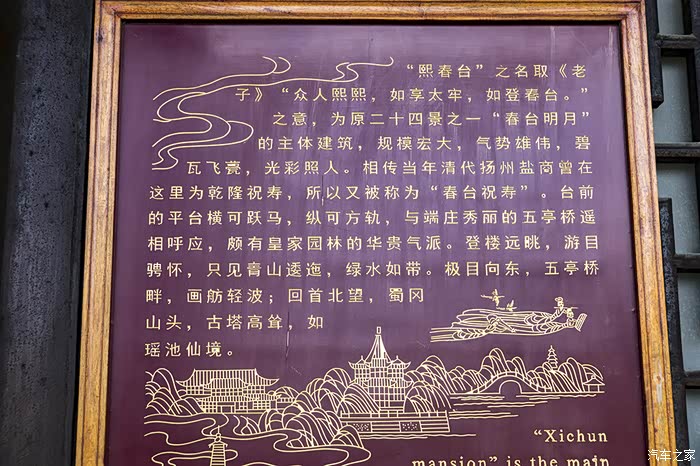 “熙春台”之名取《老
子》“众人熙熙，如享太牢，如登春台。”
之意，为原二十四景之一“春台明月”
的主体建筑，规模宏大，气势雄伟，碧
瓦飞甍，光彩照人。相传当年清代扬州盐商曾在
这里为乾隆祝寿，所以又被称为“春台祝寿”。台前
的平台横可跃马，纵可方轨，与端庄秀丽的五亭桥遥
相呼应，颇有皇家园林的华贵气派。登楼远眺，游目
骋怀，只见青山逶迤，绿水如带。极目向东，五亭桥
畔，画舫轻波；回首北望，蜀冈
山头，古塔高耸，如
瑶池仙境。
“Xichun
mansion” is the main
汽车之家